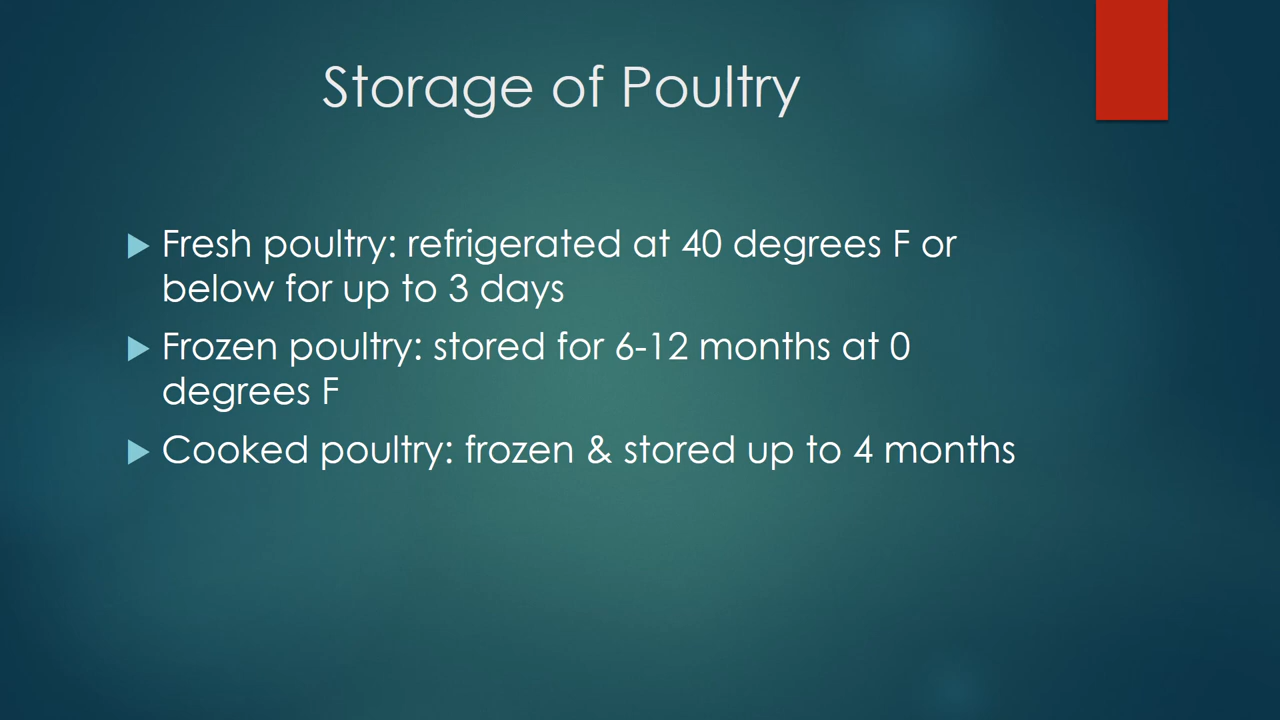 Storage of Poultry
Fresh poultry: refrigerated at 40 degrees F or
below for up to 3 days
Frozen poultry: stored for 6-12 months at 0
degrees F
Cooked poultry: frozen & stored up to 4 months